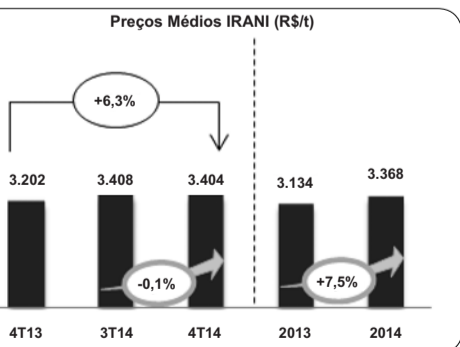 Preços Médios IRANI (R$/t)
+6,3%
3.202 3.408 3.404 3.134 3.368
-0,1% +7,5%
4T13 3T14 4T14 2013 2014